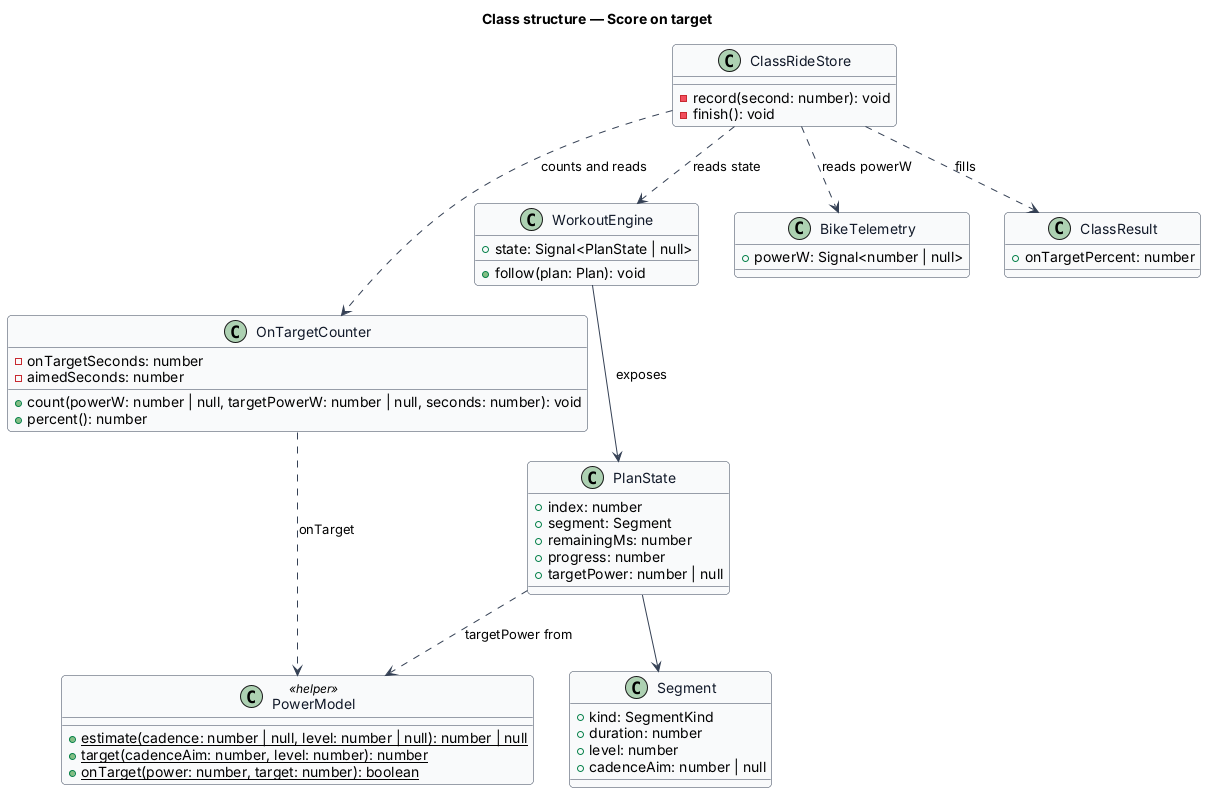 Class structure — Score on target
C ClassRideStore
record(second: number): void
finish(): void
counts and reads
reads state
reads powerW
fills
C WorkoutEngine
state: Signal<PlanState | null>
follow(plan: Plan): void
C BikeTelemetry
powerW: Signal<number | null>
C ClassResult
onTargetPercent: number
C OnTargetCounter
onTargetSeconds: number
aimedSeconds: number
count(powerW: number | null, targetPowerW: number | null, seconds: number): void
percent(): number
exposes
C PlanState
index: number
segment: Segment
remainingMs: number
progress: number
targetPower: number | null
onTarget
targetPower from
C «helper»
PowerModel
estimate(cadence: number | null, level: number | null): number | null
target(cadenceAim: number, level: number): number
onTarget(power: number, target: number): boolean
C Segment
kind: SegmentKind
duration: number
level: number
cadenceAim: number | null